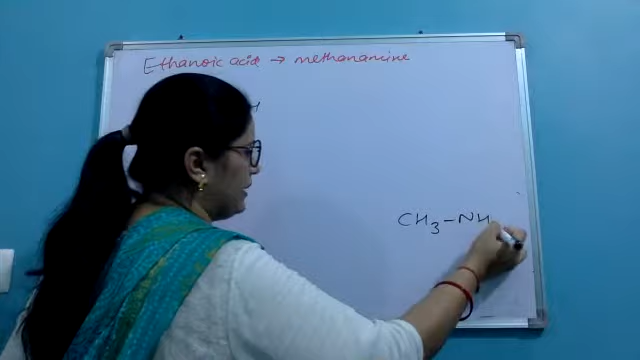 Ethanoic acid → methanamine
H
CH₃-NH